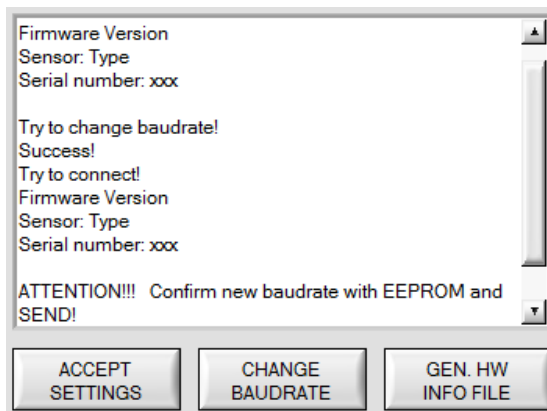 Firmware Version
Sensor: Type
Serial number: xxx
Try to change baudrate!
Success!
Try to connect!
Firmware Version
Sensor: Type
Serial number: xxx
ATTENTION!!! Confirm new baudrate with EEPROM and
SEND!
ACCEPT
SETTINGS
CHANGE
BAUDRATE
GEN. HW
INFO FILE